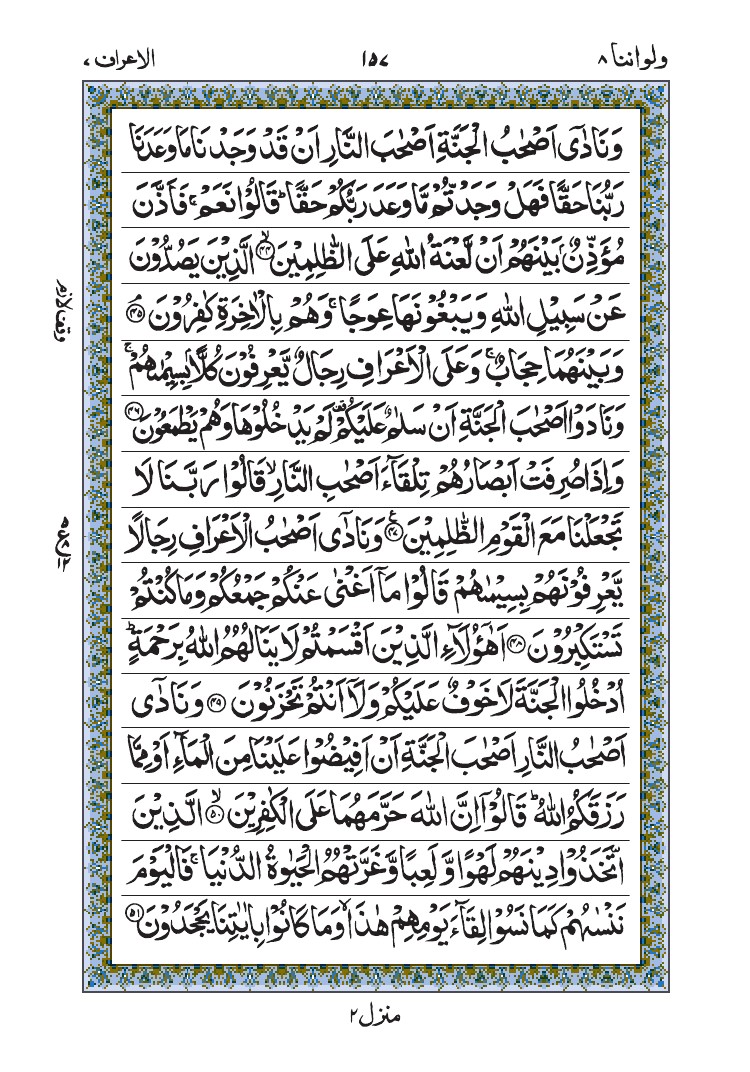 ولواننا ٨
١٥٧
الاعراف ٧
وَنَادٰۤى اَصْحٰبُ الْجَنَّةِ اَصْحٰبَ النَّارِ اَنْ قَدْ وَجَدْنَا مَا وَعَدَنَا
رَبُّنَا حَقًّا فَهَلْ وَجَدْتُّمْ مَّا وَعَدَ رَبُّكُمْ حَقًّا ؕ قَالُوْا نَعَمْ ۚ فَاَذَّنَ
مُؤَذِّنٌۢ بَيْنَهُمْ اَنْ لَّعْنَةُ اللّٰهِ عَلَى الظّٰلِمِيْنَ ۙ﴿۴۴﴾ الَّذِيْنَ يَصُدُّوْنَ
عَنْ سَبِيْلِ اللّٰهِ وَيَبْغُوْنَهَا عِوَجًا ۚ وَهُمْ بِالْاٰخِرَةِ كٰفِرُوْنَ ۘ﴿۴۵﴾
وَبَيْنَهُمَا حِجَابٌ ۚ وَعَلَى الْاَعْرَافِ رِجَالٌ يَّعْرِفُوْنَ كُلًّاۢ بِسِيْمٰىهُمْ ۚ
وَنَادَوْا اَصْحٰبَ الْجَنَّةِ اَنْ سَلٰمٌ عَلَيْكُمْ ۟ لَمْ يَدْخُلُوْهَا وَهُمْ يَطْمَعُوْنَ ﴿۴۶﴾
وَاِذَا صُرِفَتْ اَبْصَارُهُمْ تِلْقَآءَ اَصْحٰبِ النَّارِ ۙ قَالُوْا رَبَّنَا لَا
تَجْعَلْنَا مَعَ الْقَوْمِ الظّٰلِمِيْنَ ﴿۴۷﴾ ع وَنَادٰۤى اَصْحٰبُ الْاَعْرَافِ رِجَالًا
يَّعْرِفُوْنَهُمْ بِسِيْمٰىهُمْ قَالُوْا مَاۤ اَغْنٰى عَنْكُمْ جَمْعُكُمْ وَمَا كُنْتُمْ
تَسْتَكْبِرُوْنَ ﴿۴۸﴾ اَهٰۤؤُلَآءِ الَّذِيْنَ اَقْسَمْتُمْ لَا يَنَالُهُمُ اللّٰهُ بِرَحْمَةٍ ؕ
اُدْخُلُوا الْجَنَّةَ لَا خَوْفٌ عَلَيْكُمْ وَلَاۤ اَنْتُمْ تَحْزَنُوْنَ ﴿۴۹﴾ وَنَادٰۤى
اَصْحٰبُ النَّارِ اَصْحٰبَ الْجَنَّةِ اَنْ اَفِيْضُوْا عَلَيْنَا مِنَ الْمَآءِ اَوْ مِمَّا
رَزَقَكُمُ اللّٰهُ ؕ قَالُوْۤا اِنَّ اللّٰهَ حَرَّمَهُمَا عَلَى الْكٰفِرِيْنَ ۙ﴿۵۰﴾ الَّذِيْنَ
اتَّخَذُوْا دِيْنَهُمْ لَهْوًا وَّلَعِبًا وَّغَرَّتْهُمُ الْحَيٰوةُ الدُّنْيَا ۚ فَالْيَوْمَ
نَنْسٰىهُمْ كَمَا نَسُوْا لِقَآءَ يَوْمِهِمْ هٰذَا ۙ وَمَا كَانُوْا بِاٰيٰتِنَا يَجْحَدُوْنَ ﴿۵۱﴾
وقف لازم
منزل ٢